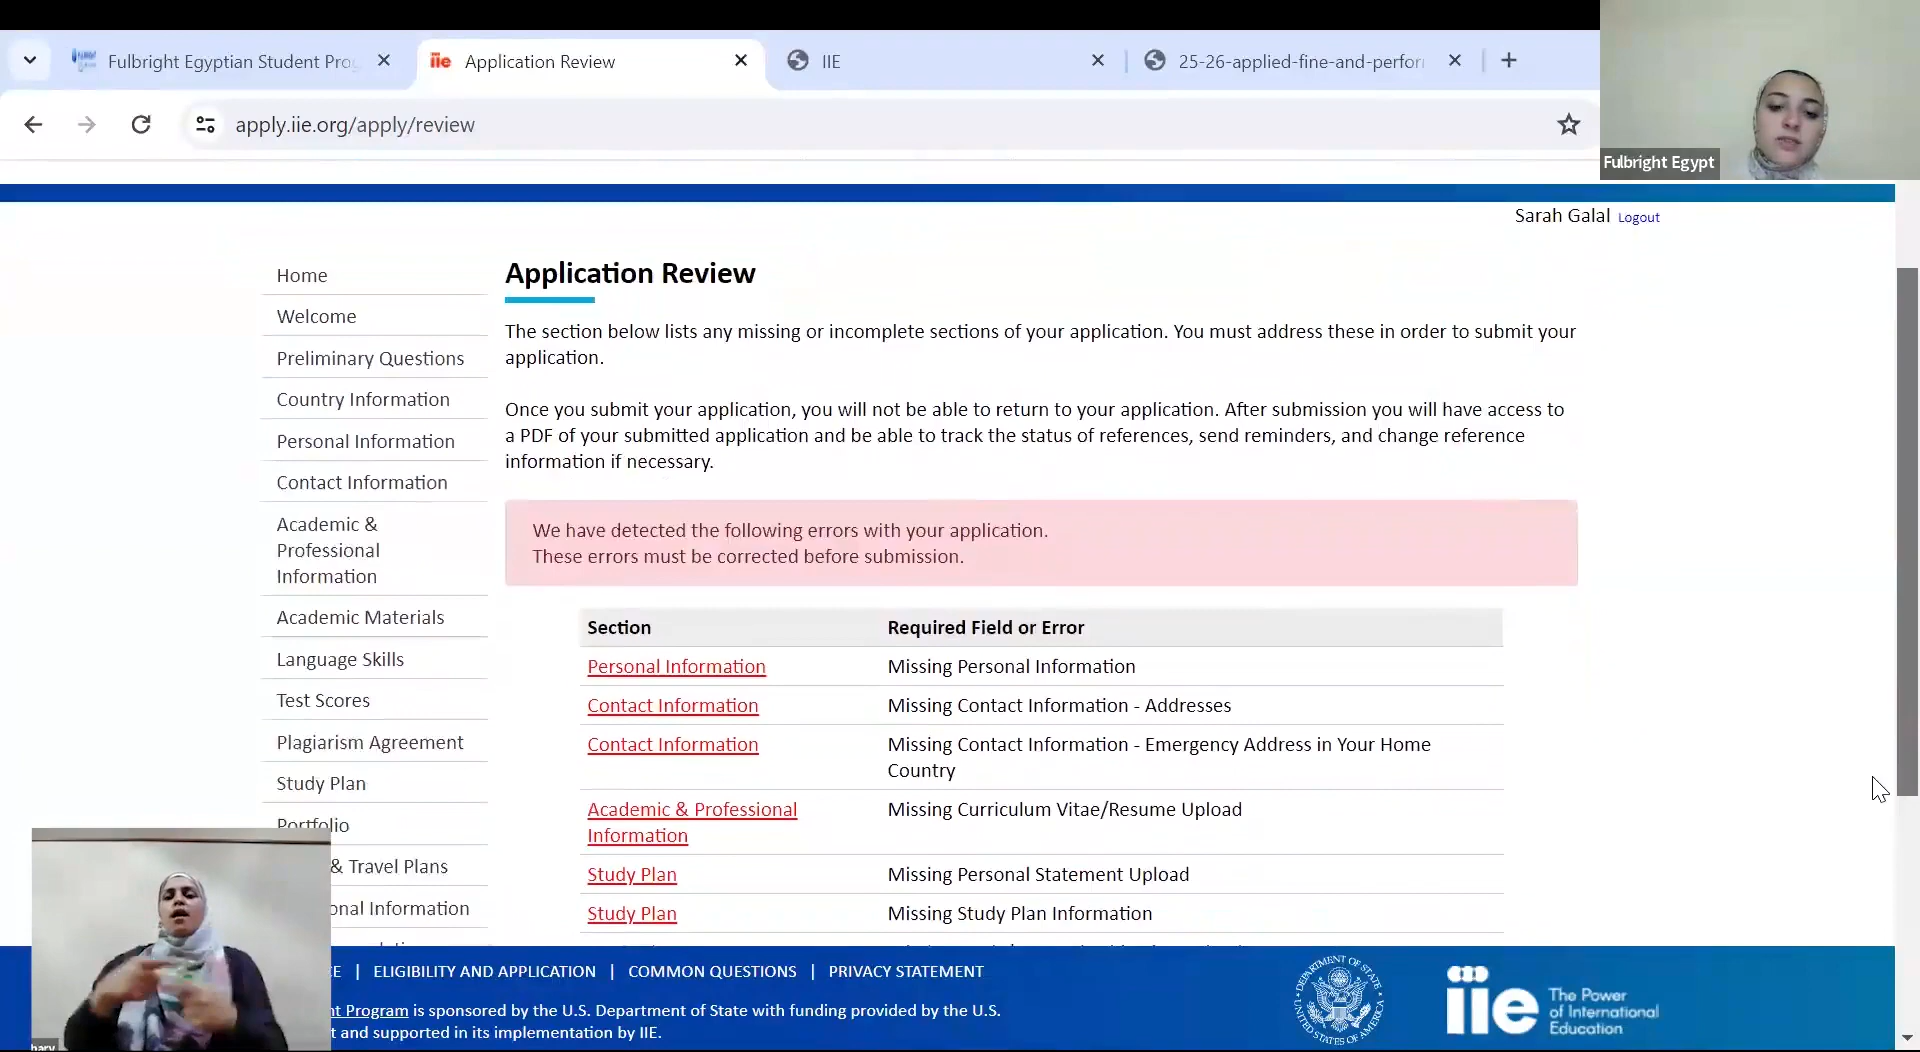 Fulbright Egyptian Student Pro
iie Application Review
IIE
25-26-applied-fine-and-perfor
apply.iie.org/apply/review
Fulbright Egypt
Sarah Galal Logout
Home
Welcome
Preliminary Questions
Country Information
Personal Information
Contact Information
Academic &
Professional
Information
Academic Materials
Language Skills
Test Scores
Plagiarism Agreement
Study Plan
Portfolio
& Travel Plans
onal Information
Application Review
The section below lists any missing or incomplete sections of your application. You must address these in order to submit your
application.
Once you submit your application, you will not be able to return to your application. After submission you will have access to
a PDF of your submitted application and be able to track the status of references, send reminders, and change reference
information if necessary.
We have detected the following errors with your application.
These errors must be corrected before submission.
Section Required Field or Error
Personal Information Missing Personal Information
Contact Information Missing Contact Information - Addresses
Contact Information Missing Contact Information - Emergency Address in Your Home
Country
Academic & Professional Missing Curriculum Vitae/Resume Upload
Information
Study Plan Missing Personal Statement Upload
Study Plan Missing Study Plan Information
CE | ELIGIBILITY AND APPLICATION | COMMON QUESTIONS | PRIVACY STATEMENT
nt Program is sponsored by the U.S. Department of State with funding provided by the U.S.
t and supported in its implementation by IIE.
DEPARTMENT OF STATE
UNITED STATES OF AMERICA
iie The Power
of International
Education